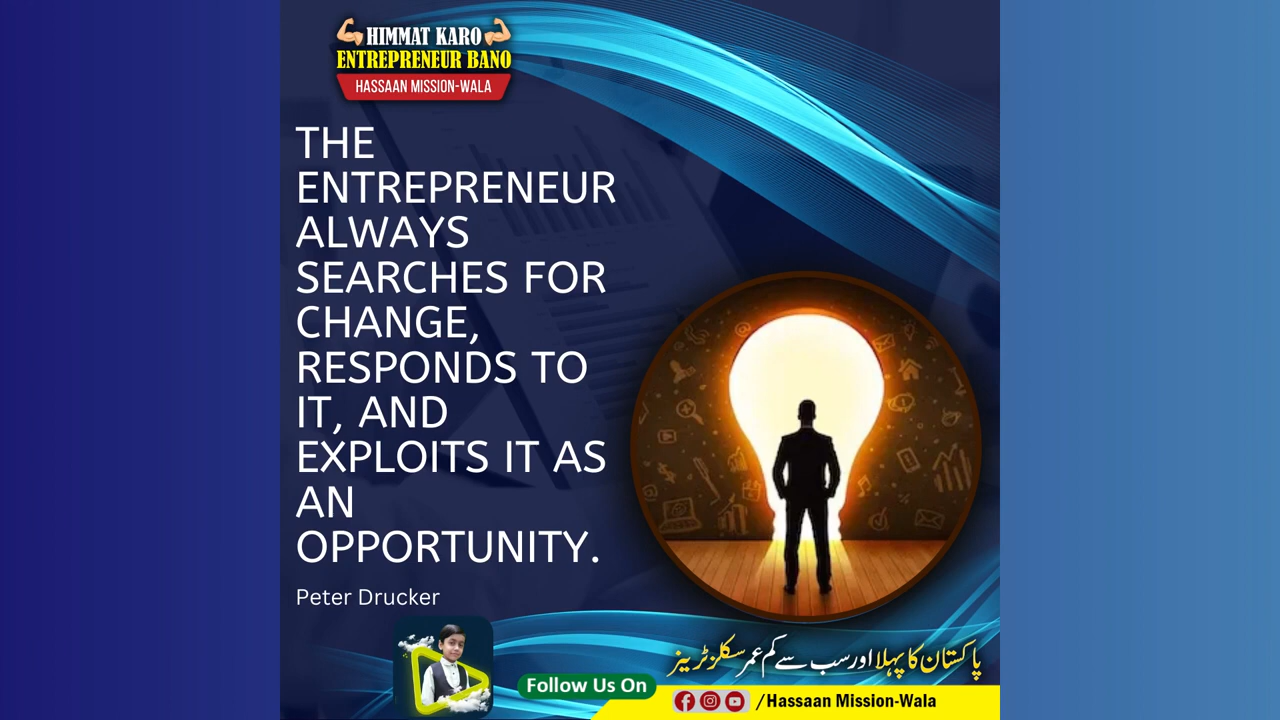 HIMMAT KARO
ENTREPRENEUR BANO
HASSAAN MISSION-WALA
THE
ENTREPRENEUR
ALWAYS
SEARCHES FOR
CHANGE,
RESPONDS TO
IT, AND
EXPLOITS IT AS
AN
OPPORTUNITY.
Peter Drucker
پاکستان کا پہلا اور سب سے کم عمر سکلز ٹرینر
Follow Us On
/Hassaan Mission-Wala